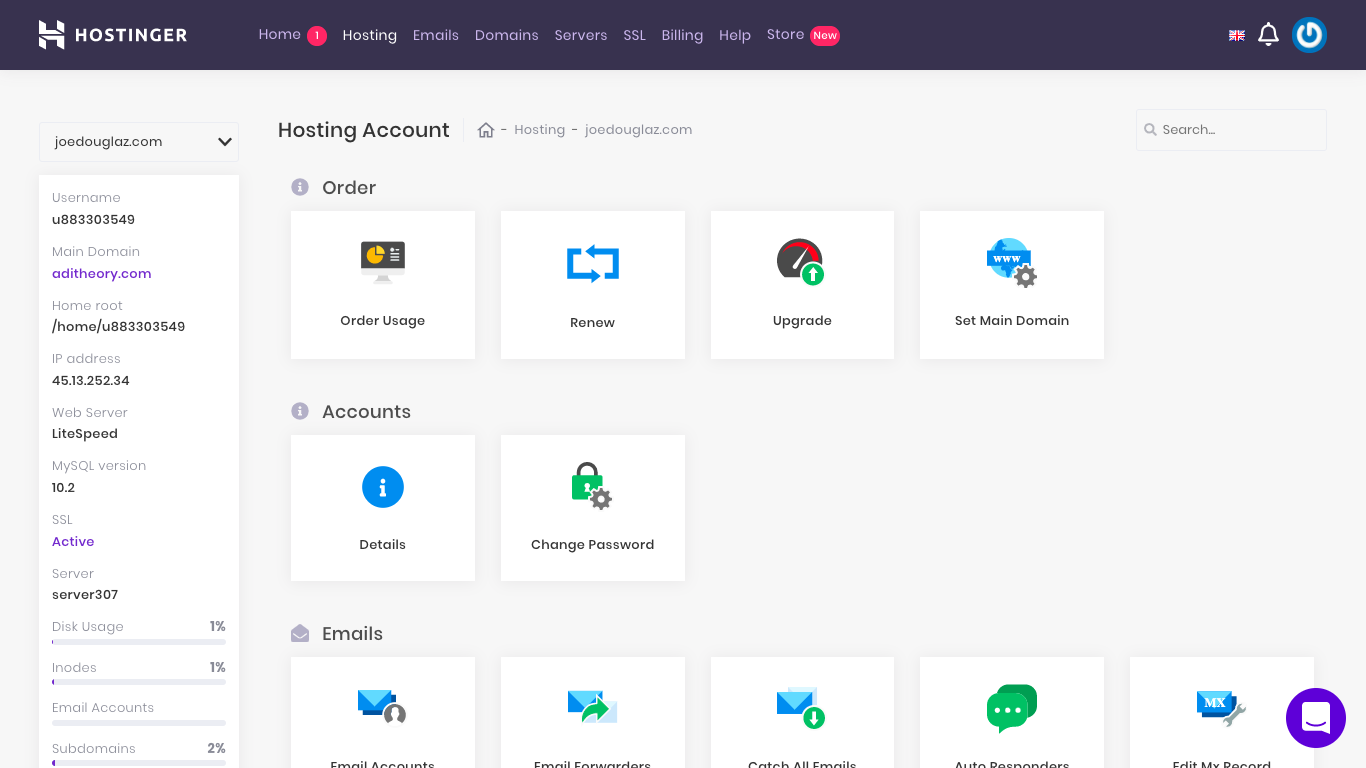 HOSTINGER
Home 1 Hosting Emails Domains Servers SSL Billing Help Store New
joedouglaz.com
Hosting Account
- Hosting - joedouglaz.com
Search...
Username
u883303549
Main Domain
aditheory.com
Home root
/home/u883303549
IP address
45.13.252.34
Web Server
LiteSpeed
MySQL version
10.2
SSL
Active
Server
server307
Disk Usage 1%
Inodes 1%
Email Accounts
Subdomains 2%
Order
Order Usage
Renew
Upgrade
www
Set Main Domain
Accounts
Details
Change Password
Emails
Email Accounts
Email Forwarders
Catch All Emails
Auto Responders
MX
Edit Mx Record